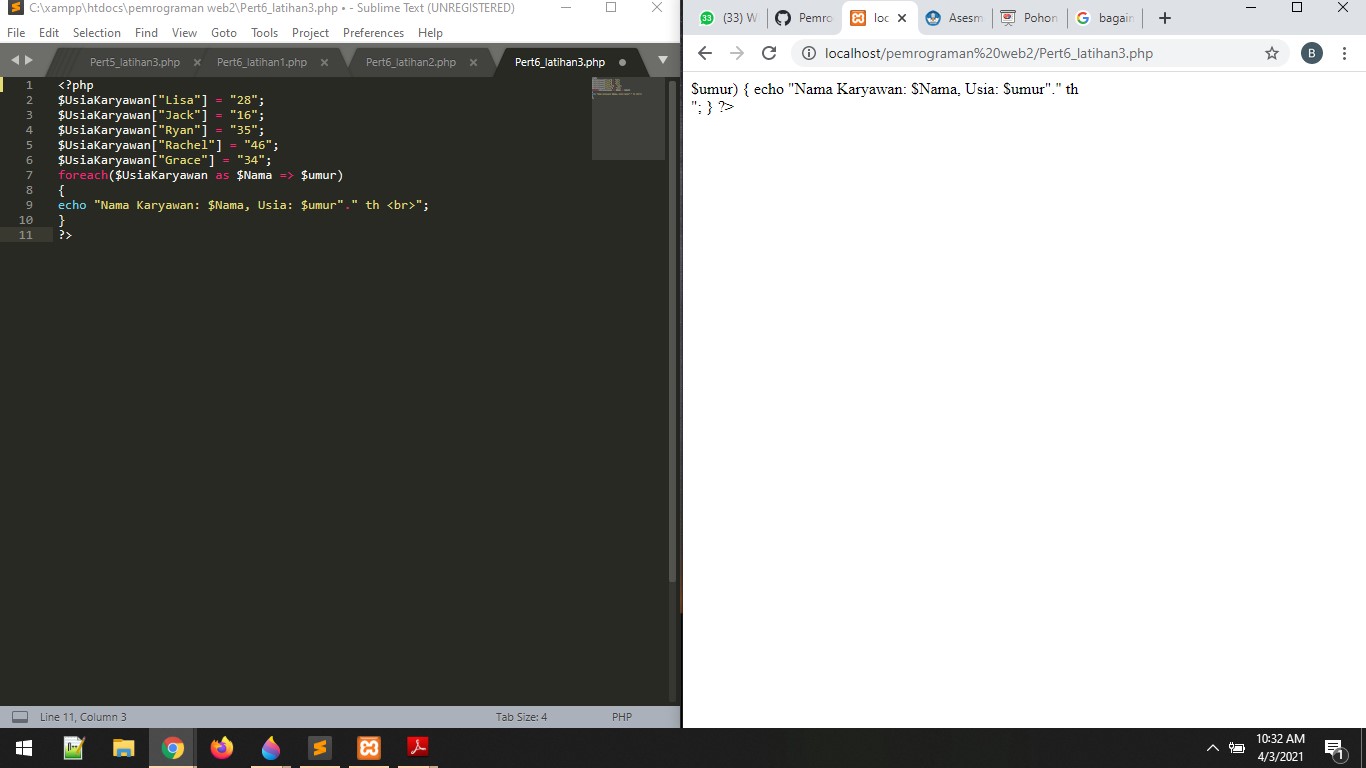 C:\xampp\htdocs\pemrograman web2\Pert6_latihan3.php • - Sublime Text (UNREGISTERED)
File Edit Selection Find View Goto Tools Project Preferences Help
Pert5_latihan3.php Pert6_latihan1.php Pert6_latihan2.php Pert6_latihan3.php
1 <?php
2 $UsiaKaryawan["Lisa"] = "28";
3 $UsiaKaryawan["Jack"] = "16";
4 $UsiaKaryawan["Ryan"] = "35";
5 $UsiaKaryawan["Rachel"] = "46";
6 $UsiaKaryawan["Grace"] = "34";
7 foreach($UsiaKaryawan as $Nama => $umur)
8 {
9 echo "Nama Karyawan: $Nama, Usia: $umur"." th <br>";
10 }
11 ?>
Line 11, Column 3 Tab Size: 4 PHP
33 (33) W Pemro loc Asesm Pohon bagain
localhost/pemrograman%20web2/Pert6_latihan3.php B
$umur) { echo "Nama Karyawan: $Nama, Usia: $umur"." th
"; } ?>
10:32 AM
4/3/2021
1